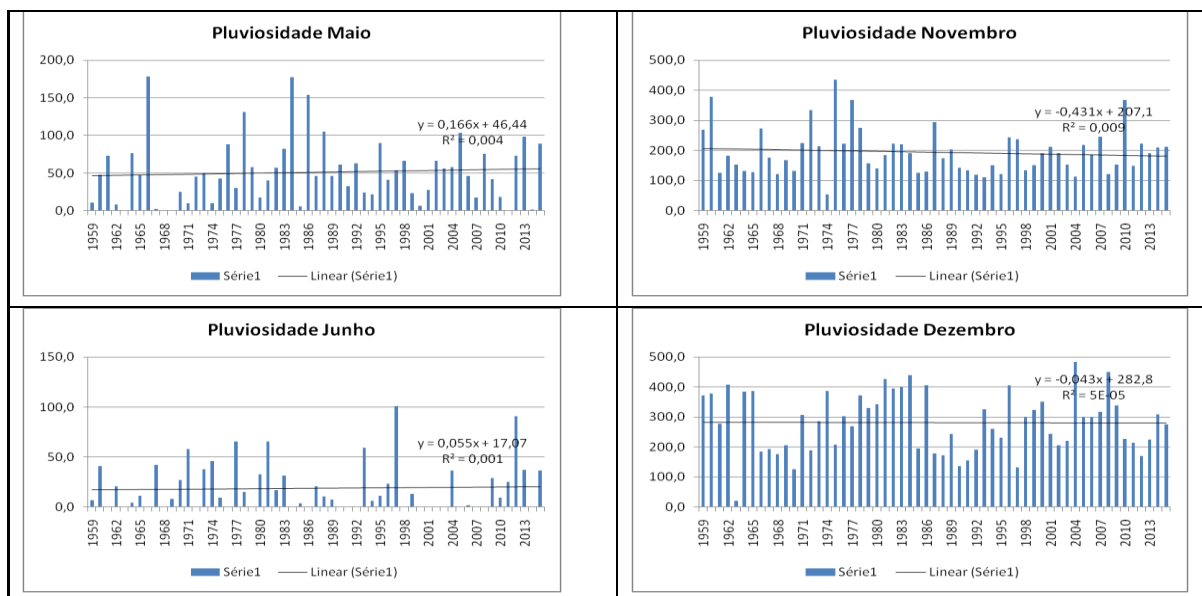 Pluviosidade Maio
200,0
150,0
100,0
50,0
0,0
y = 0,166x + 46,44
R² = 0,004
1959 1962 1965 1968 1971 1974 1977 1980 1983 1986 1989 1992 1995 1998 2001 2004 2007 2010 2013
Série1 Linear (Série1)
Pluviosidade Novembro
500,0
400,0
300,0
200,0
100,0
0,0
y = -0,431x + 207,1
R² = 0,009
1959 1962 1965 1968 1971 1974 1977 1980 1983 1986 1989 1992 1995 1998 2001 2004 2007 2010 2013
Série1 Linear (Série1)
Pluviosidade Junho
150,0
100,0
50,0
0,0
y = 0,055x + 17,07
R² = 0,001
1959 1962 1965 1968 1971 1974 1977 1980 1983 1986 1989 1992 1995 1998 2001 2004 2007 2010 2013
Série1 Linear (Série1)
Pluviosidade Dezembro
500,0
400,0
300,0
200,0
100,0
0,0
y = -0,043x + 282,8
R² = 5E-05
1959 1962 1965 1968 1971 1974 1977 1980 1983 1986 1989 1992 1995 1998 2001 2004 2007 2010 2013
Série1 Linear (Série1)